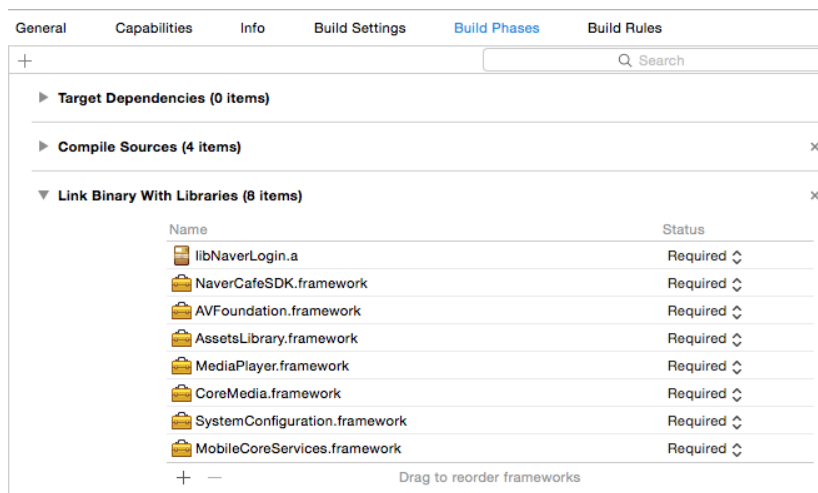 General Capabilities Info Build Settings Build Phases Build Rules
+ Search
Target Dependencies (0 items)
Compile Sources (4 items)
Link Binary With Libraries (8 items)
Name Status
libNaverLogin.a Required
NaverCafeSDK.framework Required
AVFoundation.framework Required
AssetsLibrary.framework Required
MediaPlayer.framework Required
CoreMedia.framework Required
SystemConfiguration.framework Required
MobileCoreServices.framework Required
+ — Drag to reorder frameworks